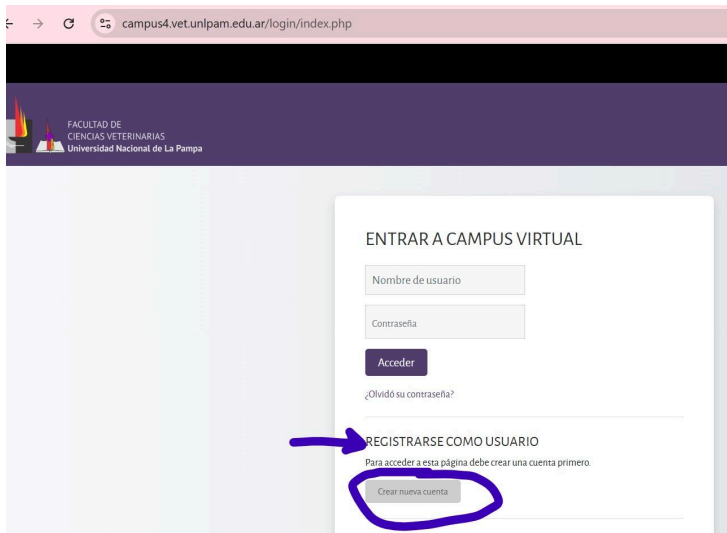 campus4.vet.unlpam.edu.ar/login/index.php
FACULTAD DE
CIENCIAS VETERINARIAS
Universidad Nacional de La Pampa
ENTRAR A CAMPUS VIRTUAL
Nombre de usuario
Contraseña
Acceder
¿Olvidó su contraseña?
REGISTRARSE COMO USUARIO
Para acceder a esta página debe crear una cuenta primero.
Crear nueva cuenta